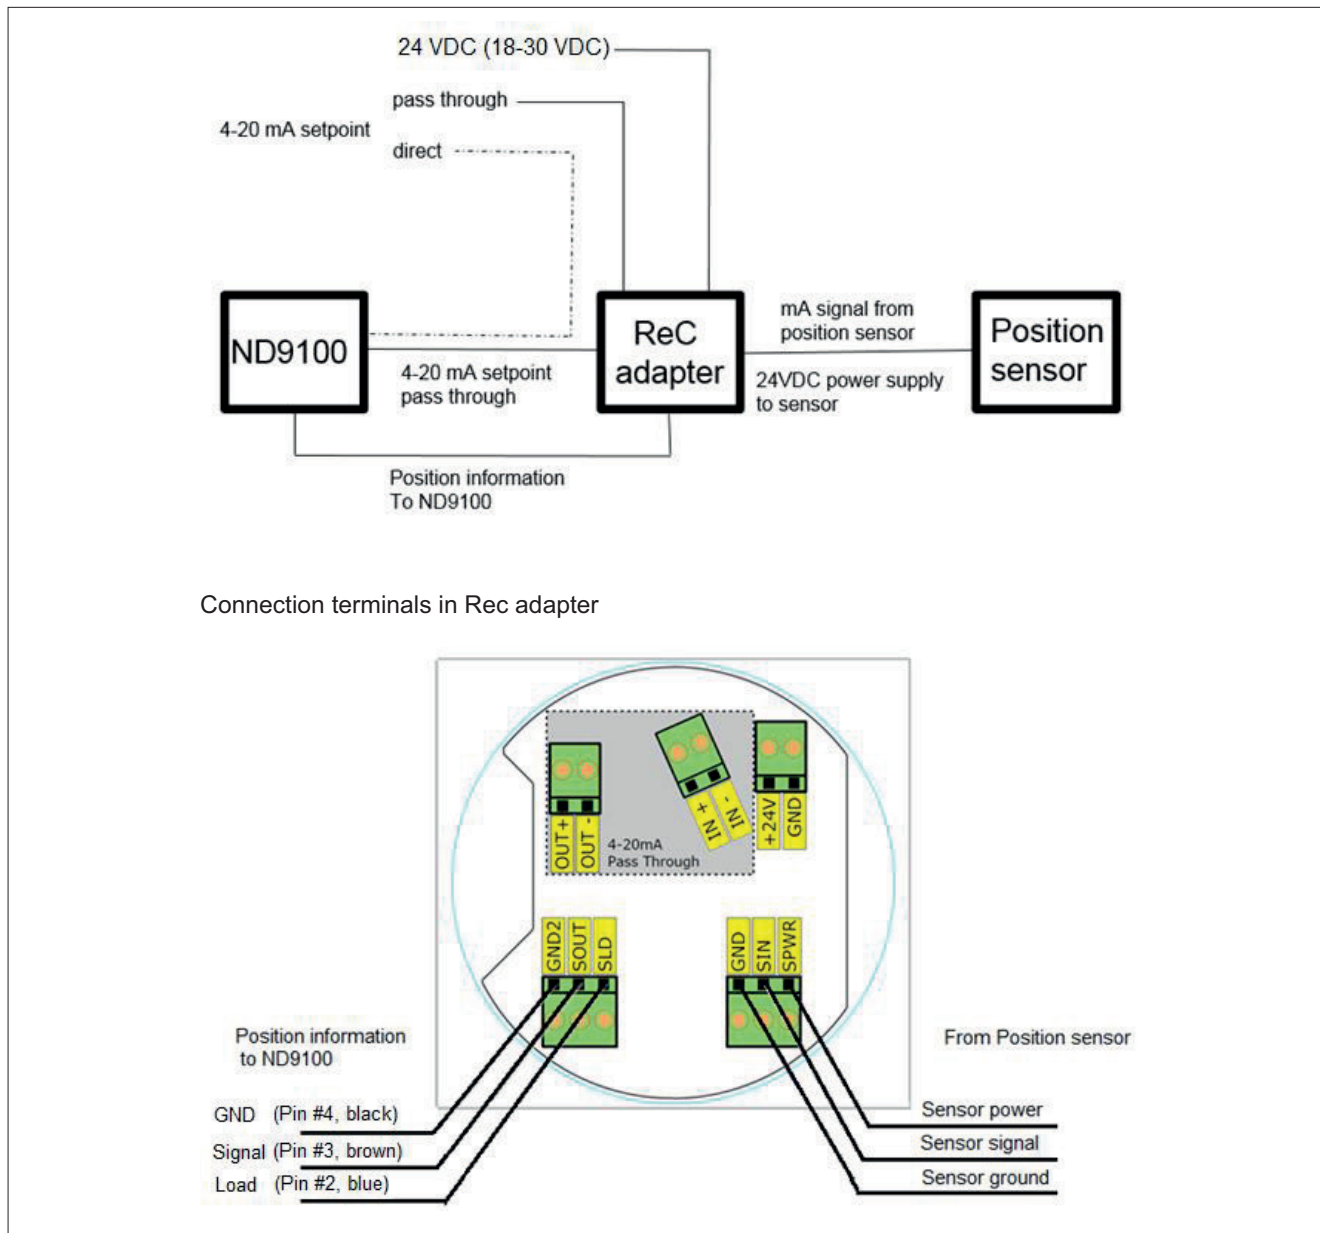 24 VDC (18-30 VDC)
pass through
4-20 mA setpoint
direct
ND9100
ReC
adapter
Position
sensor
mA signal from
position sensor
24VDC power supply
to sensor
4-20 mA setpoint
pass through
Position information
To ND9100
Connection terminals in Rec adapter
OUT+
OUT -
+ IN
- IN
+24V
GND
4-20mA
Pass Through
GND2
SOUT
SLD
GND
SIN
SPWR
Position information
to ND9100
From Position sensor
GND (Pin #4, black)
Signal (Pin #3, brown)
Load (Pin #2, blue)
Sensor power
Sensor signal
Sensor ground